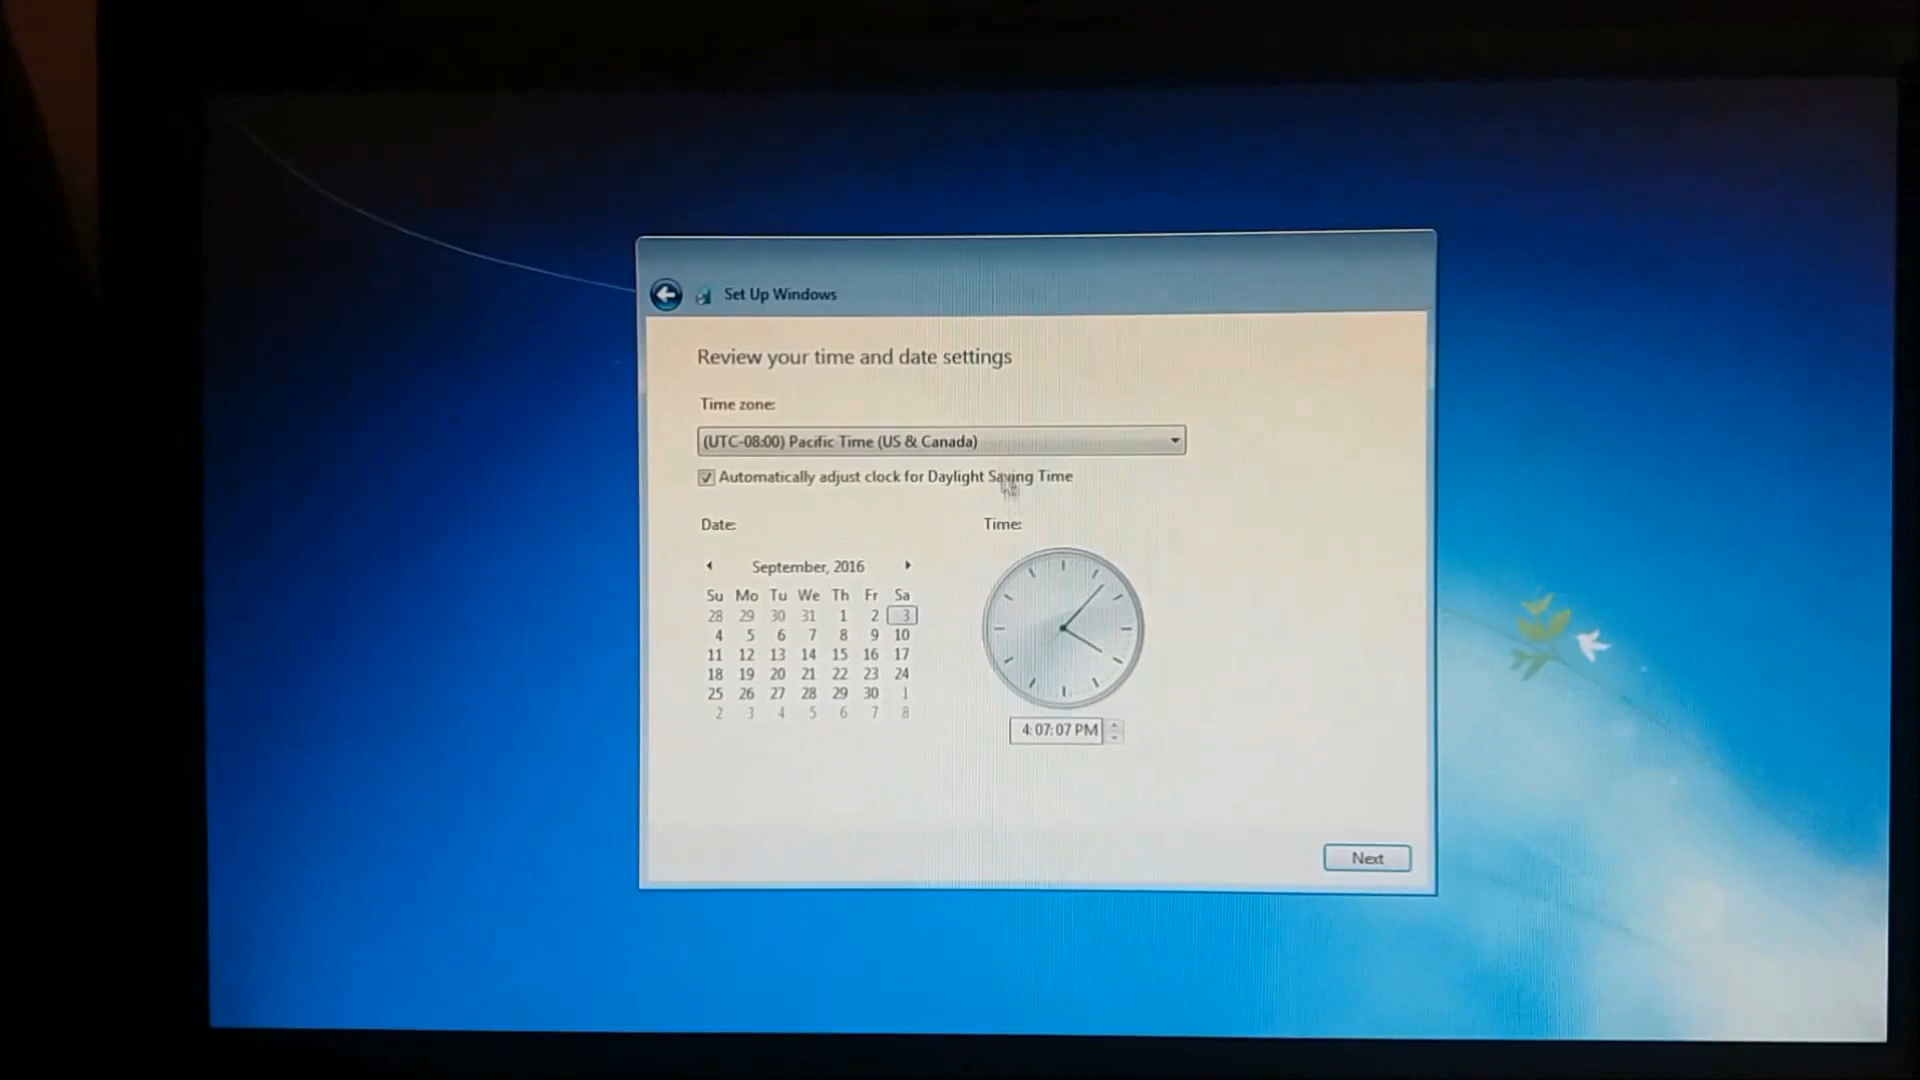 Set Up Windows
Review your time and date settings
Time zone:
(UTC-08:00) Pacific Time (US & Canada)
Automatically adjust clock for Daylight Saving Time
Date:
Time:
September, 2016
Su Mo Tu We Th Fr Sa
28 29 30 31 1 2 3
4 5 6 7 8 9 10
11 12 13 14 15 16 17
18 19 20 21 22 23 24
25 26 27 28 29 30 1
2 3 4 5 6 7 8
4:07:07 PM
Next